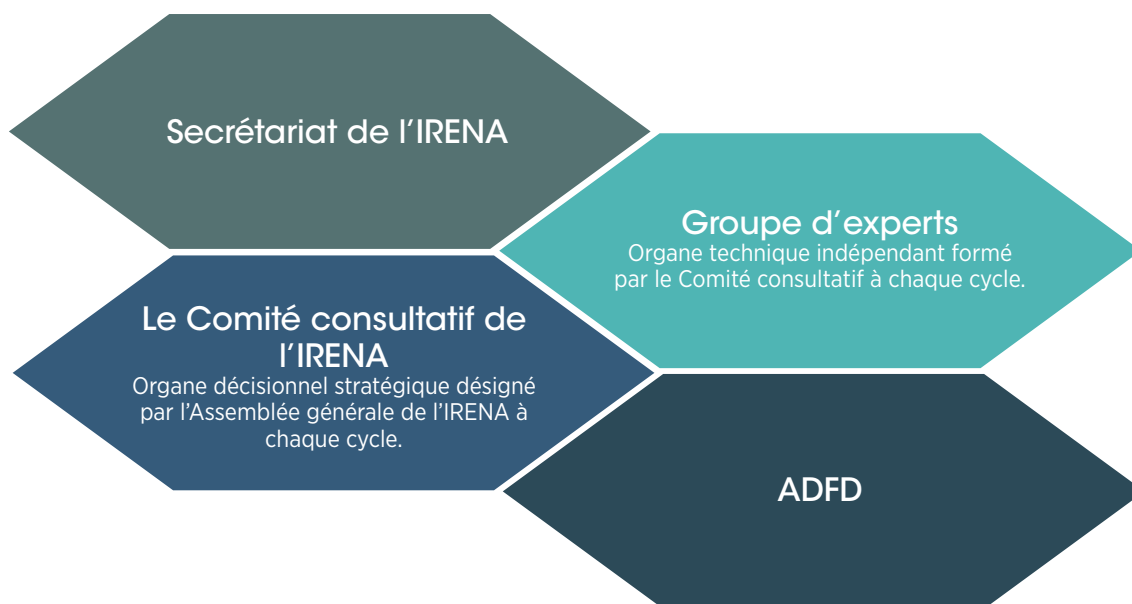 Secrétariat de l'IRENA
Groupe d'experts
Organe technique indépendant formé
par le Comité consultatif à chaque cycle.
Le Comité consultatif de
l'IRENA
Organe décisionnel stratégique désigné
par l'Assemblée générale de l'IRENA à
chaque cycle.
ADFD